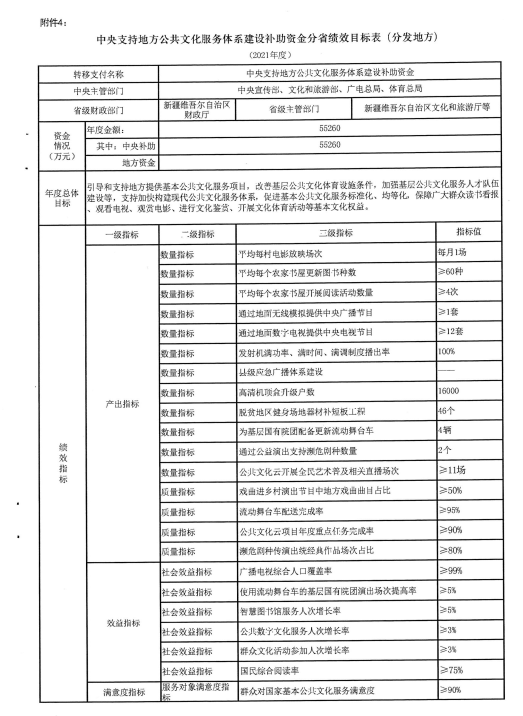 附件4：
中央支持地方公共文化服务体系建设补助资金分省绩效目标表（分发地方）
（2021年度）
转移支付名称 中央支持地方公共文化服务体系建设补助资金
中央主管部门 中央宣传部、文化和旅游部、广电总局、体育总局
省级财政部门 新疆维吾尔自治区财政厅 省级主管部门 新疆维吾尔自治区文化和旅游厅等
资金情况（万元） 年度金额： 55260
其中：中央补助 55260
地方资金
年度总体目标
引导和支持地方提供基本公共文化服务项目，改善基层公共文化体育设施条件，加强基层公共文化服务人才队伍
建设等，支持加快构建现代公共文化服务体系，促进基本公共文化服务标准化、均等化，保障广大群众读书看报
、观看电视、观赏电影、进行文化鉴赏、开展文化体育活动等基本文化权益。
绩效指标
一级指标 二级指标 三级指标 指标值
产出指标
数量指标 平均每村电影放映场次 每月1场
数量指标 平均每个农家书屋更新图书种数 ≥60种
数量指标 平均每个农家书屋开展阅读活动数量 ≥4次
数量指标 通过地面无线模拟提供中央广播节目 ≥1套
数量指标 通过地面数字电视提供中央电视节目 ≥12套
数量指标 发射机满功率、满时间、满调制度播出率 100%
数量指标 县级应急广播体系建设 ——
数量指标 高清机顶盒升级户数 16000
数量指标 脱贫地区健身场地器材补短板工程 46个
数量指标 为基层国有院团配备更新流动舞台车 4辆
数量指标 通过公益演出支持濒危剧种数量 2个
数量指标 公共文化云开展全民艺术普及相关直播场次 ≥11场
质量指标 戏曲进乡村演出节目中地方戏曲曲目占比 ≥50%
质量指标 流动舞台车配送完成率 ≥95%
质量指标 公共文化云项目年度重点任务完成率 ≥90%
质量指标 濒危剧种传演出统经典作品场次占比 ≥80%
效益指标
社会效益指标 广播电视综合人口覆盖率 ≥99%
社会效益指标 使用流动舞台车的基层国有院团演出场次提高率 ≥5%
社会效益指标 智慧图书馆服务人次增长率 ≥5%
社会效益指标 公共数字文化服务人次增长率 ≥3%
社会效益指标 群众文化活动参加人次增长率 ≥3%
社会效益指标 国民综合阅读率 ≥75%
满意度指标 服务对象满意度指标 群众对国家基本公共文化服务满意度 ≥90%